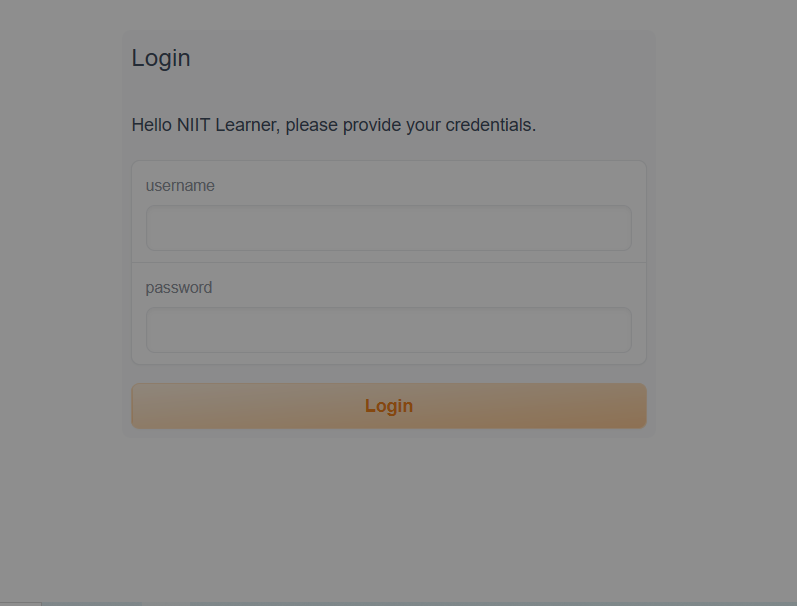 Login
Hello NIIT Learner, please provide your credentials.
username
password
Login